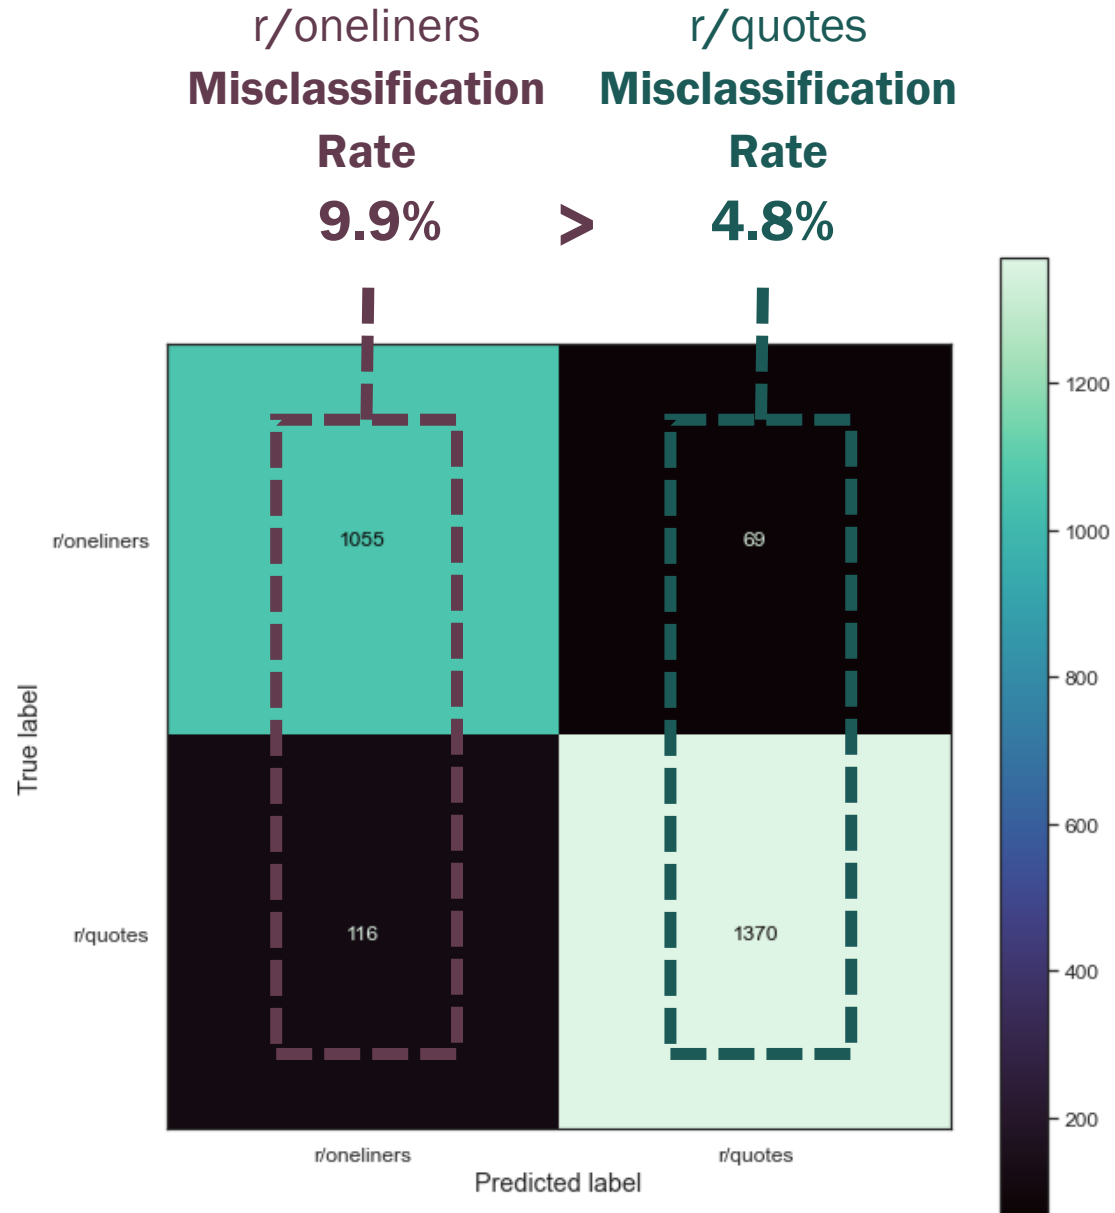 r/oneliners r/quotes
Misclassification Misclassification
Rate Rate
9.9% > 4.8%
1200
1000
800
600
400
200
True label
r/oneliners
1055 69
r/quotes
116 1370
r/oneliners r/quotes
Predicted label